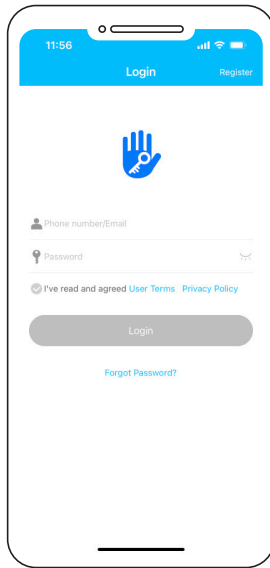 11:56
Login Register
Phone number/Email
Password
I've read and agreed User Terms Privacy Policy
Login
Forgot Password?